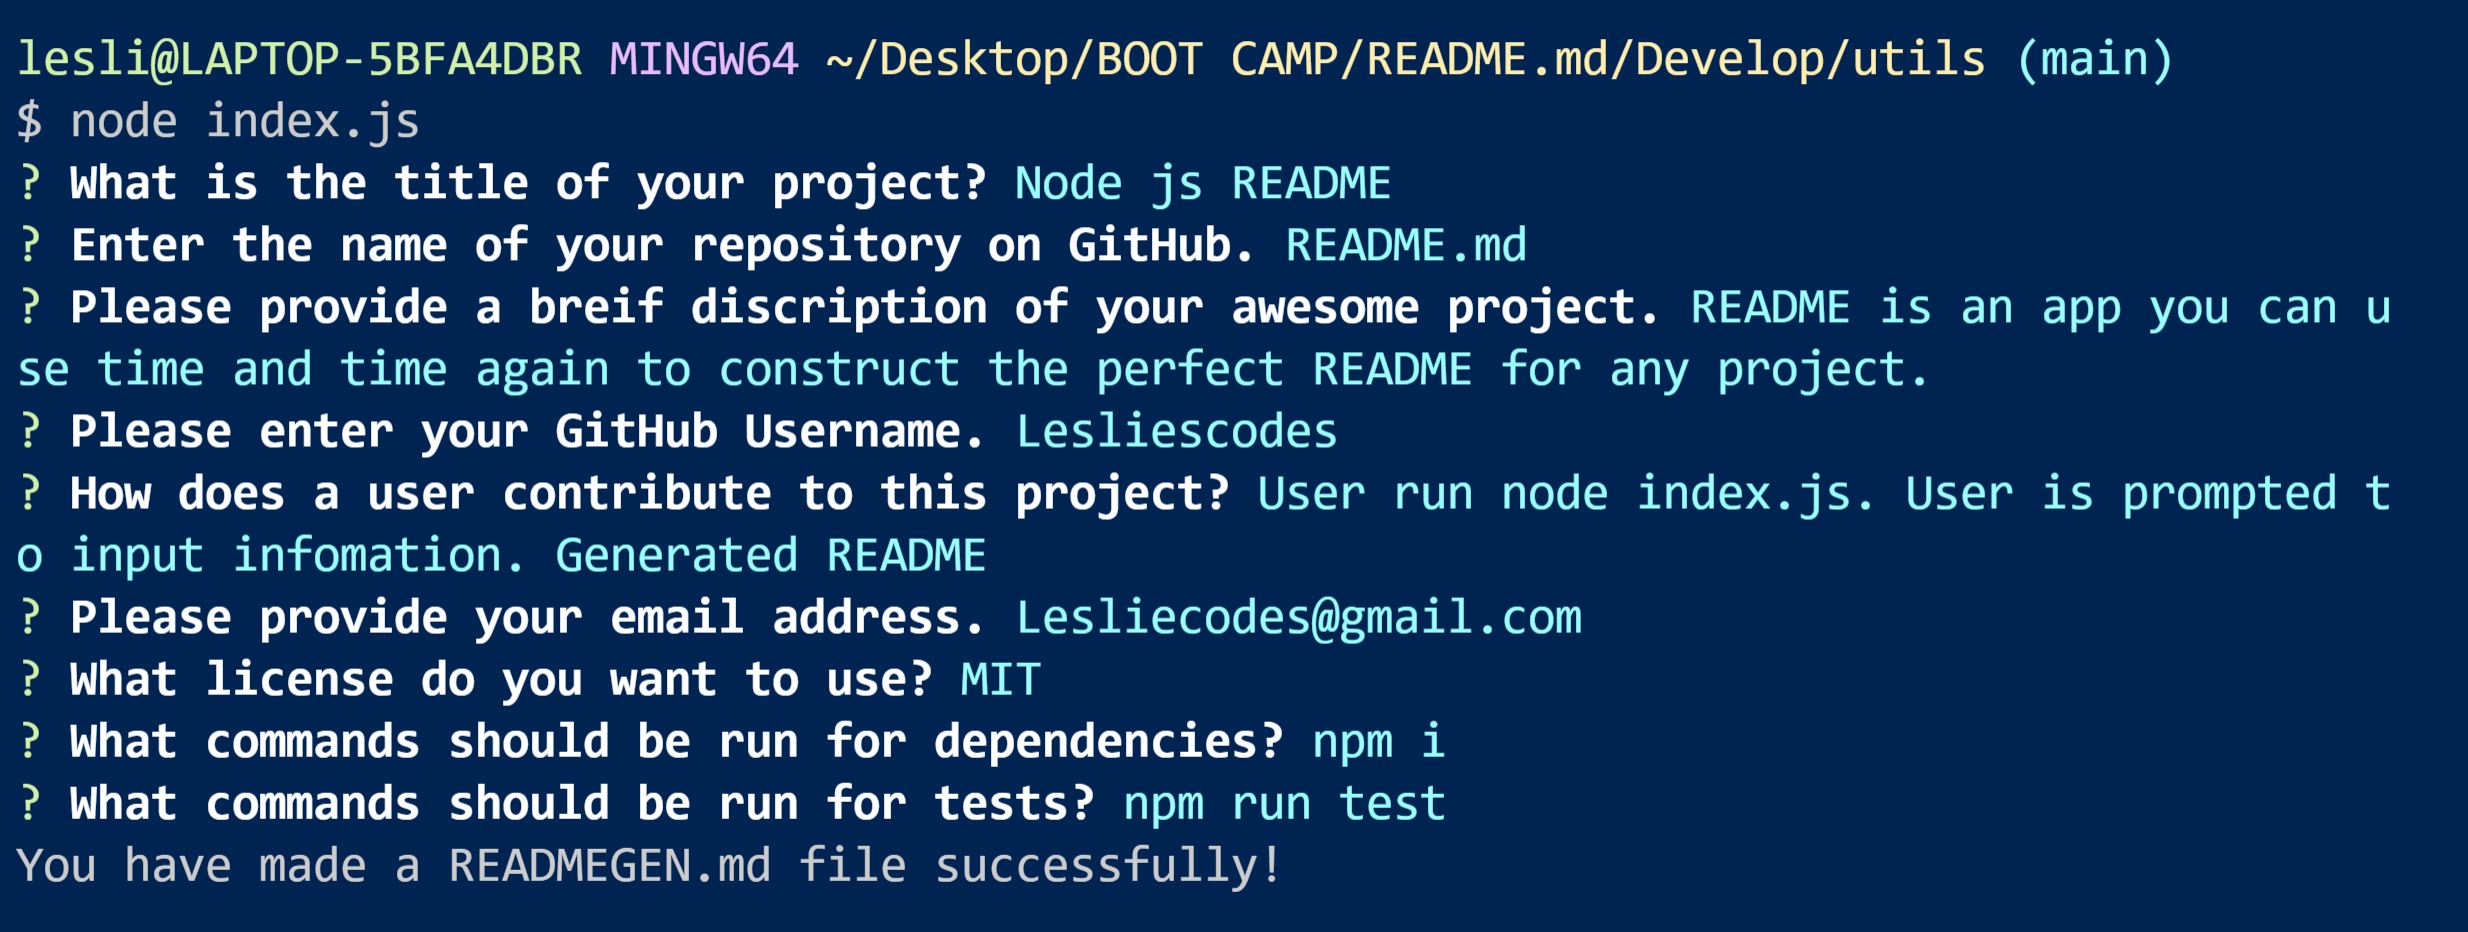 lesli@LAPTOP-5BFA4DBR MINGW64 ~/Desktop/BOOT CAMP/README.md/Develop/utils (main)
$ node index.js
? What is the title of your project? Node js README
? Enter the name of your repository on GitHub. README.md
? Please provide a breif discription of your awesome project. README is an app you can u
se time and time again to construct the perfect README for any project.
? Please enter your GitHub Username. Lesliescodes
? How does a user contribute to this project? User run node index.js. User is prompted t
o input infomation. Generated README
? Please provide your email address. Lesliecodes@gmail.com
? What license do you want to use? MIT
? What commands should be run for dependencies? npm i
? What commands should be run for tests? npm run test
You have made a READMEGEN.md file successfully!